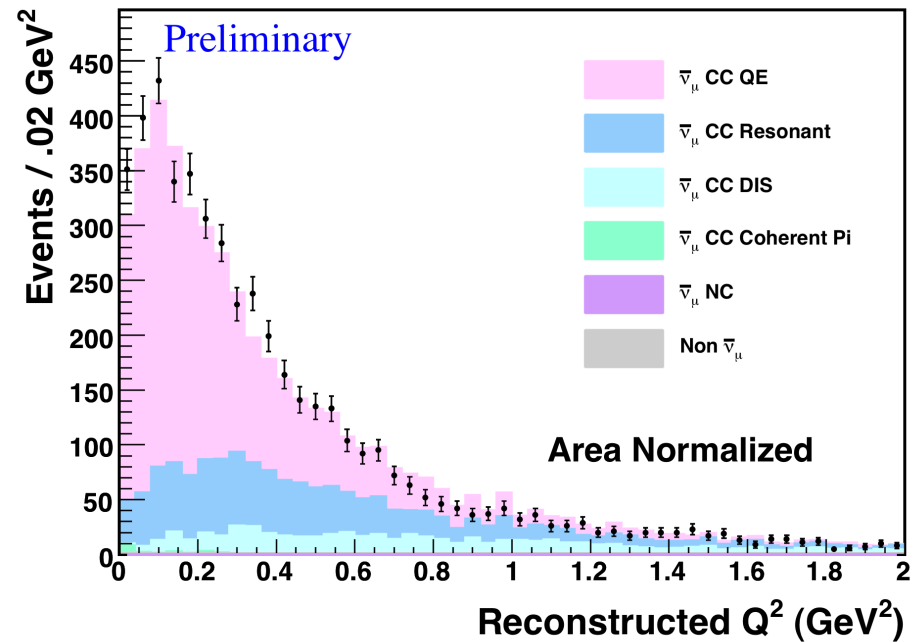 Preliminary
Events / .02 GeV²
450
400
350
300
250
200
150
100
50
0
ν̅μ CC QE
ν̅μ CC Resonant
ν̅μ CC DIS
ν̅μ CC Coherent Pi
ν̅μ NC
Non ν̅μ
Area Normalized
0 0.2 0.4 0.6 0.8 1 1.2 1.4 1.6 1.8 2
Reconstructed Q² (GeV²)